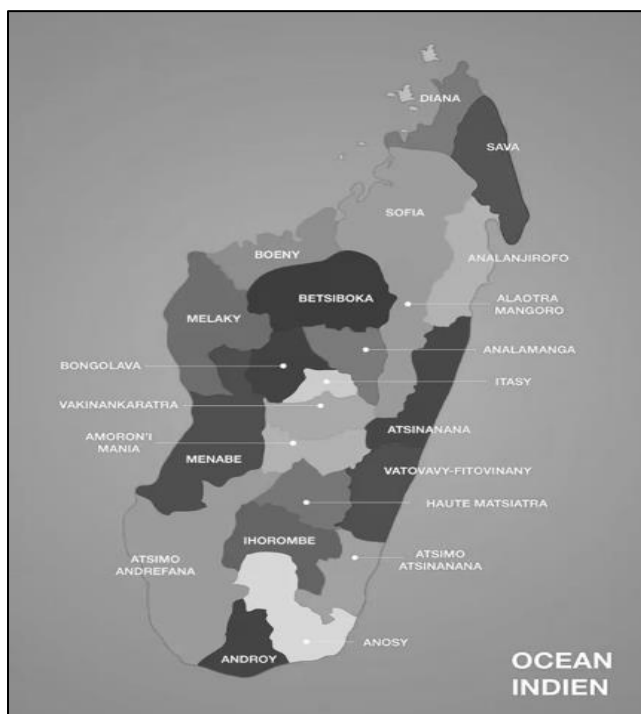 DIANA
SAVA
SOFIA
ANALANJIROFO
BOENY
BETSIBOKA
ALAOTRA
MANGORO
MELAKY
ANALAMANGA
BONGOLAVA
ITASY
VAKINANKARATRA
ATSINANANA
AMORON'I
MANIA
MENABE
VATOVAVY-FITOVINANY
HAUTE MATSIATRA
IHOROMBE
ATSIMO
ANDREFANA
ATSIMO
ATSINANANA
ANOSY
ANDROY
OCEAN
INDIEN